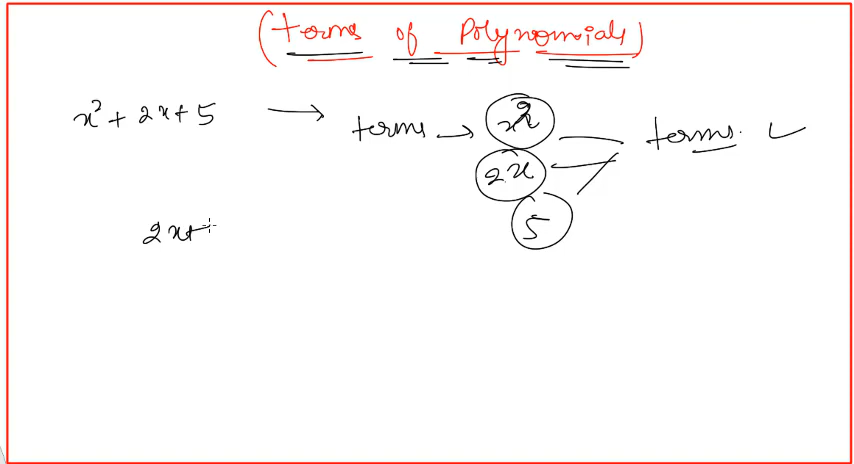 (Terms of Polynomials)
x² + 2x + 5 → terms → x² terms. ✓
2x
5
2x+